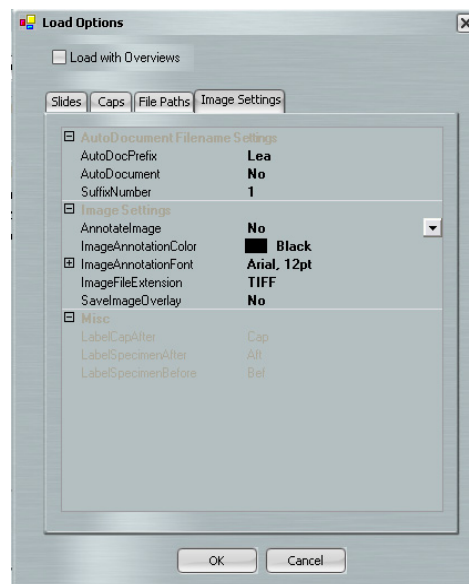 Load Options
Load with Overviews
Slides Caps File Paths Image Settings
AutoDocument Filename Settings
AutoDocPrefix Lea
AutoDocument No
SuffixNumber 1
Image Settings
AnnotateImage No
ImageAnnotationColor Black
ImageAnnotationFont Arial, 12pt
ImageFileExtension TIFF
SaveImageOverlay No
Misc
LabelCapAfter Cap
LabelSpecimenAfter Aft
LabelSpecimenBefore Bef
OK Cancel